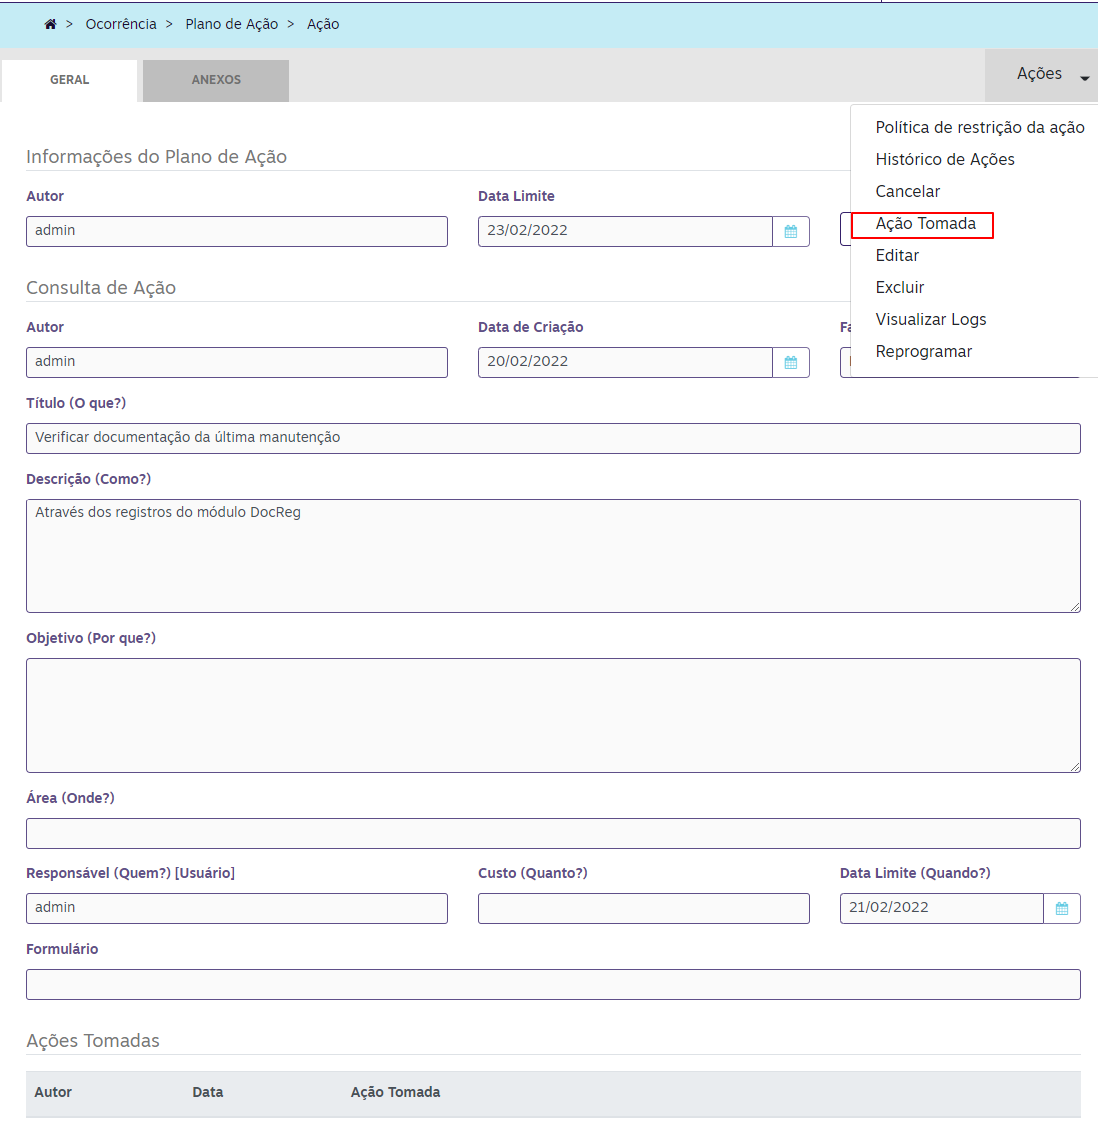 > Ocorrência > Plano de Ação > Ação
GERAL ANEXOS Ações
Política de restrição da ação
Histórico de Ações
Cancelar
Ação Tomada
Editar
Excluir
Visualizar Logs
Reprogramar
Informações do Plano de Ação
Autor Data Limite
admin 23/02/2022
Consulta de Ação
Autor Data de Criação
admin 20/02/2022
Título (O que?)
Verificar documentação da última manutenção
Descrição (Como?)
Através dos registros do módulo DocReg
Objetivo (Por que?)
Área (Onde?)
Responsável (Quem?) [Usuário] Custo (Quanto?) Data Limite (Quando?)
admin 21/02/2022
Formulário
Ações Tomadas
Autor Data Ação Tomada